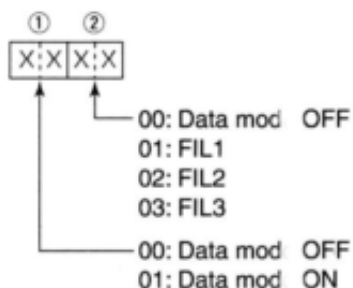 ① ②
X X X X
00: Data mod OFF
01: FIL1
02: FIL2
03: FIL3
00: Data mod OFF
01: Data mod ON